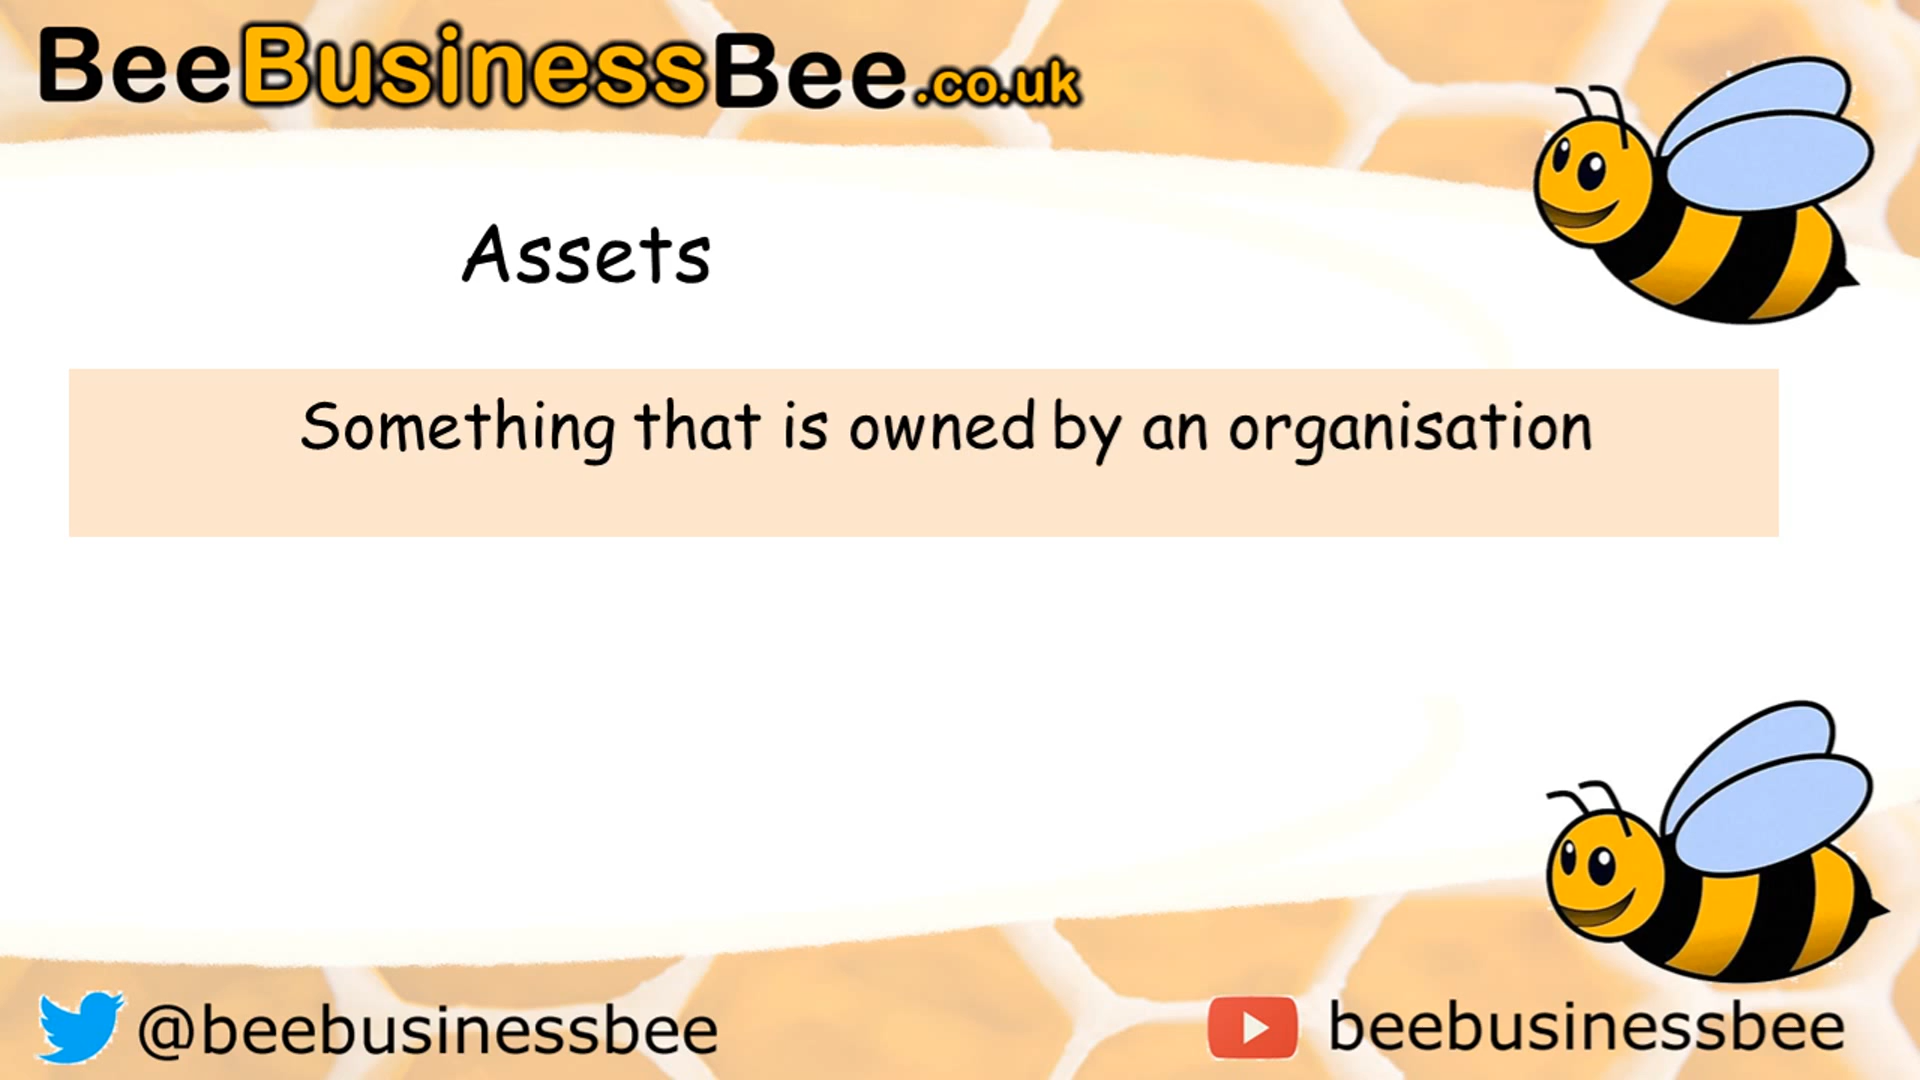 BeeBusinessBee.co.uk
Assets
Something that is owned by an organisation
@beebusinessbee
beebusinessbee